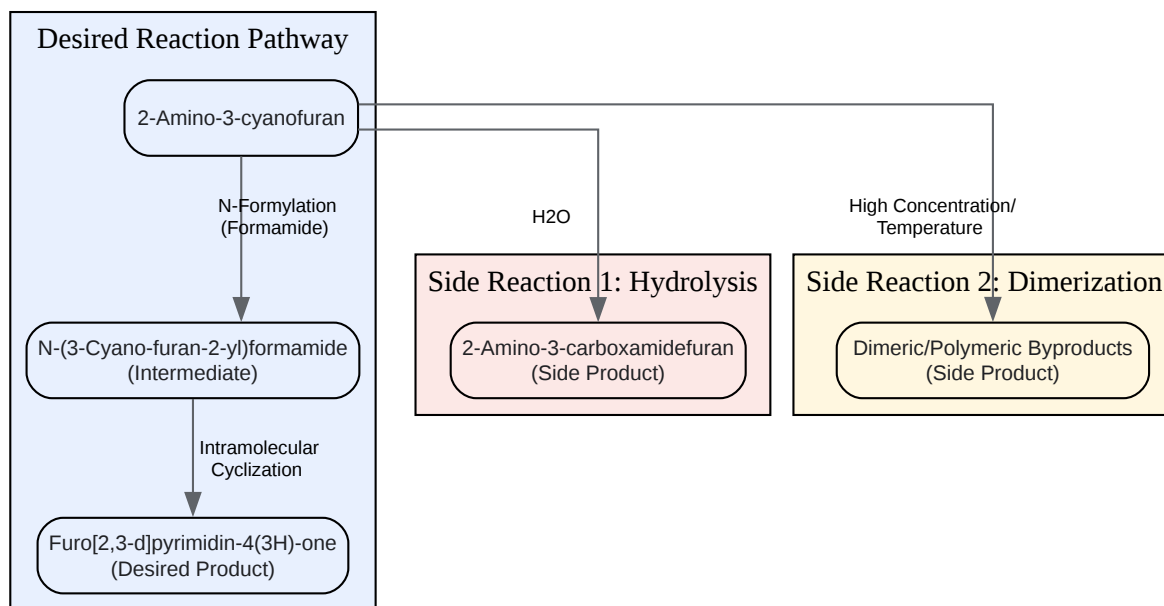 Desired Reaction Pathway
2-Amino-3-cyanofuran
N-Formylation
(Formamide)
H2O
High Concentration/
Temperature
Side Reaction 1: Hydrolysis
Side Reaction 2: Dimerization
N-(3-Cyano-furan-2-yl)formamide
(Intermediate)
2-Amino-3-carboxamidefuran
(Side Product)
Dimeric/Polymeric Byproducts
(Side Product)
Intramolecular
Cyclization
Furo[2,3-d]pyrimidin-4(3H)-one
(Desired Product)